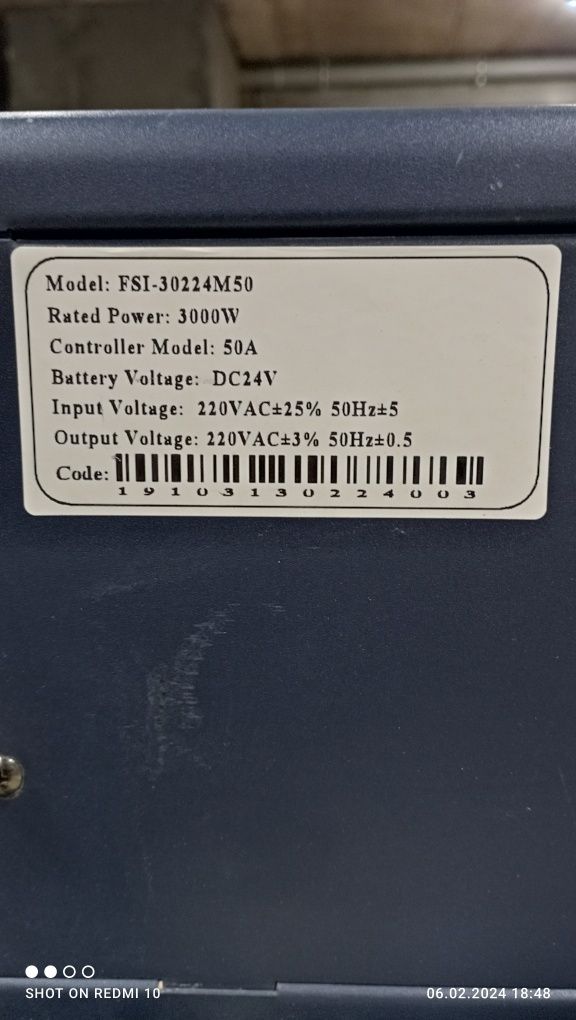 Model: FSI-30224M50
Rated Power: 3000W
Controller Model: 50A
Battery Voltage: DC24V
Input Voltage: 220VAC±25% 50Hz±5
Output Voltage: 220VAC±3% 50Hz±0.5
Code:
19103130224003
SHOT ON REDMI 10
06.02.2024 18:48